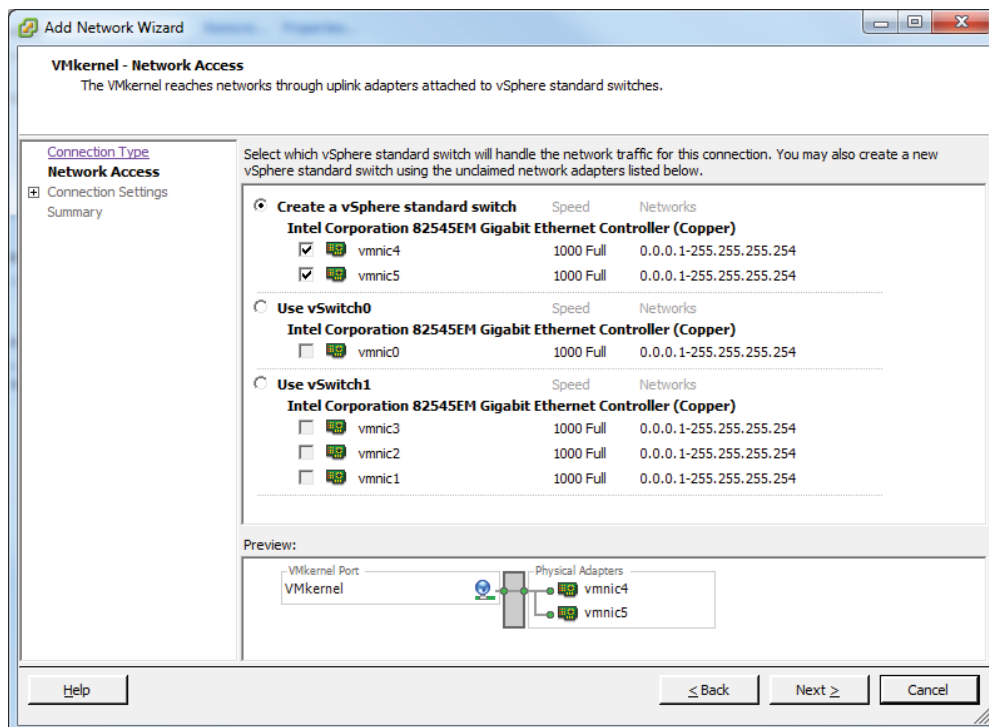 Add Network Wizard
VMkernel - Network Access
The VMkernel reaches networks through uplink adapters attached to vSphere standard switches.
Connection Type
Network Access
Connection Settings
Summary
Select which vSphere standard switch will handle the network traffic for this connection. You may also create a new
vSphere standard switch using the unclaimed network adapters listed below.
Create a vSphere standard switch Speed Networks
Intel Corporation 82545EM Gigabit Ethernet Controller (Copper)
vmnic4 1000 Full 0.0.0.1-255.255.255.254
vmnic5 1000 Full 0.0.0.1-255.255.255.254
Use vSwitch0 Speed Networks
Intel Corporation 82545EM Gigabit Ethernet Controller (Copper)
vmnic0 1000 Full 0.0.0.1-255.255.255.254
Use vSwitch1 Speed Networks
Intel Corporation 82545EM Gigabit Ethernet Controller (Copper)
vmnic3 1000 Full 0.0.0.1-255.255.255.254
vmnic2 1000 Full 0.0.0.1-255.255.255.254
vmnic1 1000 Full 0.0.0.1-255.255.255.254
Preview:
VMkernel Port Physical Adapters
VMkernel vmnic4
vmnic5
Help < Back Next > Cancel